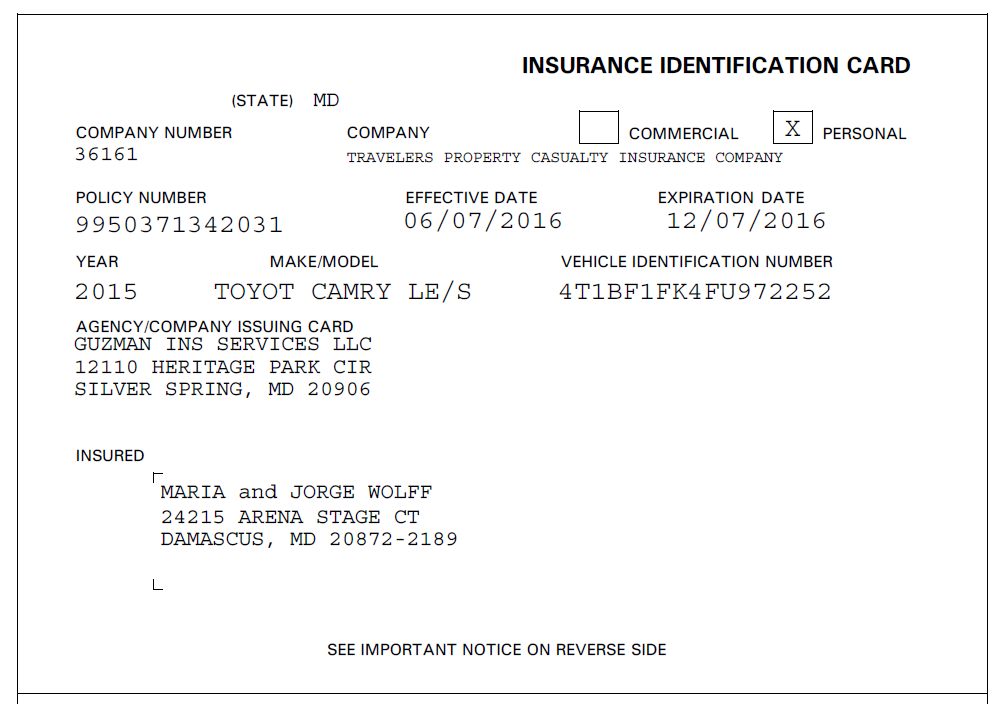 INSURANCE IDENTIFICATION CARD
(STATE) MD
COMPANY NUMBER COMPANY COMMERCIAL X PERSONAL
36161 TRAVELERS PROPERTY CASUALTY INSURANCE COMPANY
POLICY NUMBER EFFECTIVE DATE EXPIRATION DATE
9950371342031 06/07/2016 12/07/2016
YEAR MAKE/MODEL VEHICLE IDENTIFICATION NUMBER
2015 TOYOT CAMRY LE/S 4T1BF1FK4FU972252
AGENCY/COMPANY ISSUING CARD
GUZMAN INS SERVICES LLC
12110 HERITAGE PARK CIR
SILVER SPRING, MD 20906
INSURED
MARIA and JORGE WOLFF
24215 ARENA STAGE CT
DAMASCUS, MD 20872-2189
SEE IMPORTANT NOTICE ON REVERSE SIDE